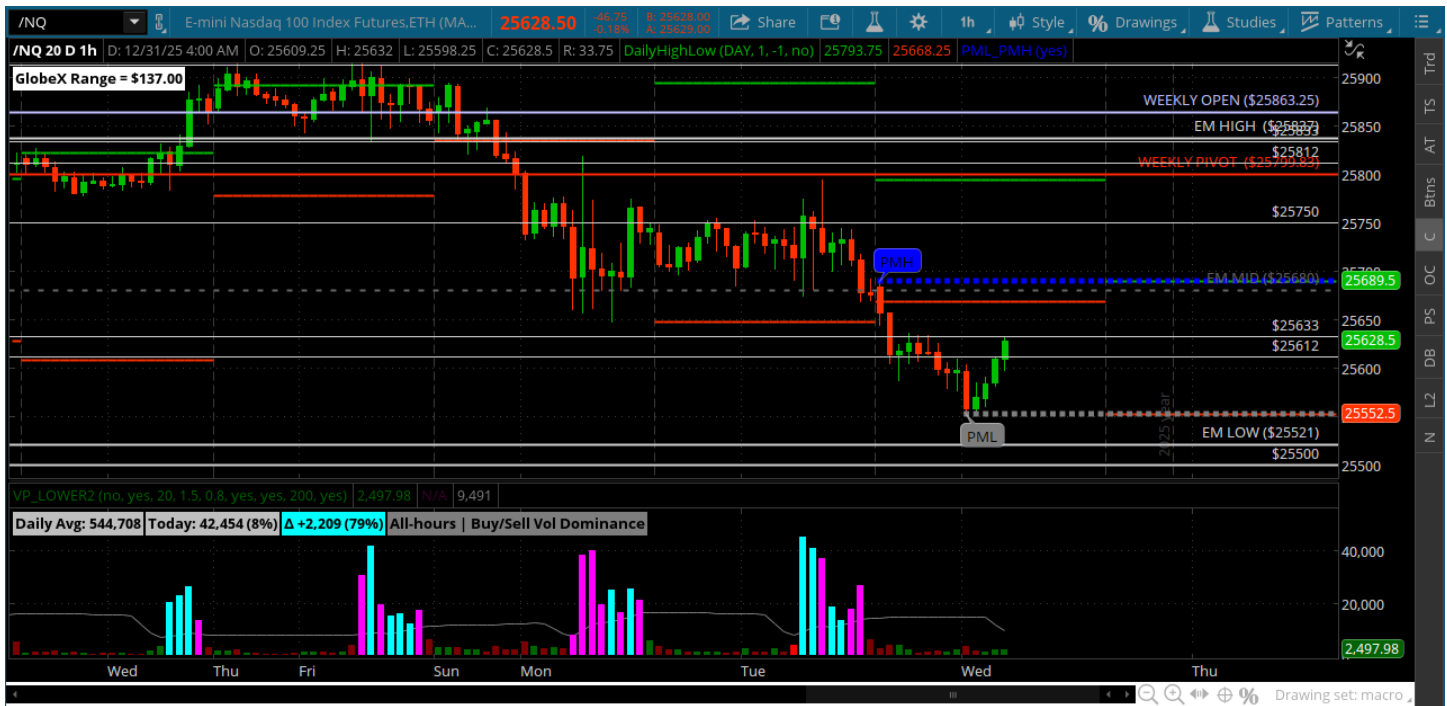 /NQ E-mini Nasdaq 100 Index Futures,ETH (MA... 25628.50 -46.75 -0.18% B: 25628.00 A: 25629.00 Share 1h Style % Drawings Studies Patterns
/NQ 20 D 1h D: 12/31/25 4:00 AM O: 25609.25 H: 25632 L: 25598.25 C: 25628.5 R: 33.75 DailyHighLow (DAY, 1, -1, no) 25793.75 25668.25 PML_PMH (yes)
GlobeX Range = $137.00
25900
WEEKLY OPEN ($25863.25)
EM HIGH ($25837)
$25833
25850
$25812
WEEKLY PIVOT ($25799.83)
25800
$25750
25750
PMH
25700
EM MID ($25680)
25689.5
$25633
25650
25628.5
$25612
25600
25552.5
PML
EM LOW ($25521)
2025 year
$25500
25500
VP_LOWER2 (no, yes, 20, 1.5, 0.8, yes, yes, 200, yes) 2,497.98 N/A 9,491
Daily Avg: 544,708 Today: 42,454 (8%) Δ +2,209 (79%) All-hours | Buy/Sell Vol Dominance
40,000
20,000
2,497.98
Wed Thu Fri Sun Mon Tue Wed Thu
Drawing set: macro
Trd
TS
AT
Btns
C
OC
PS
DB
L2
N